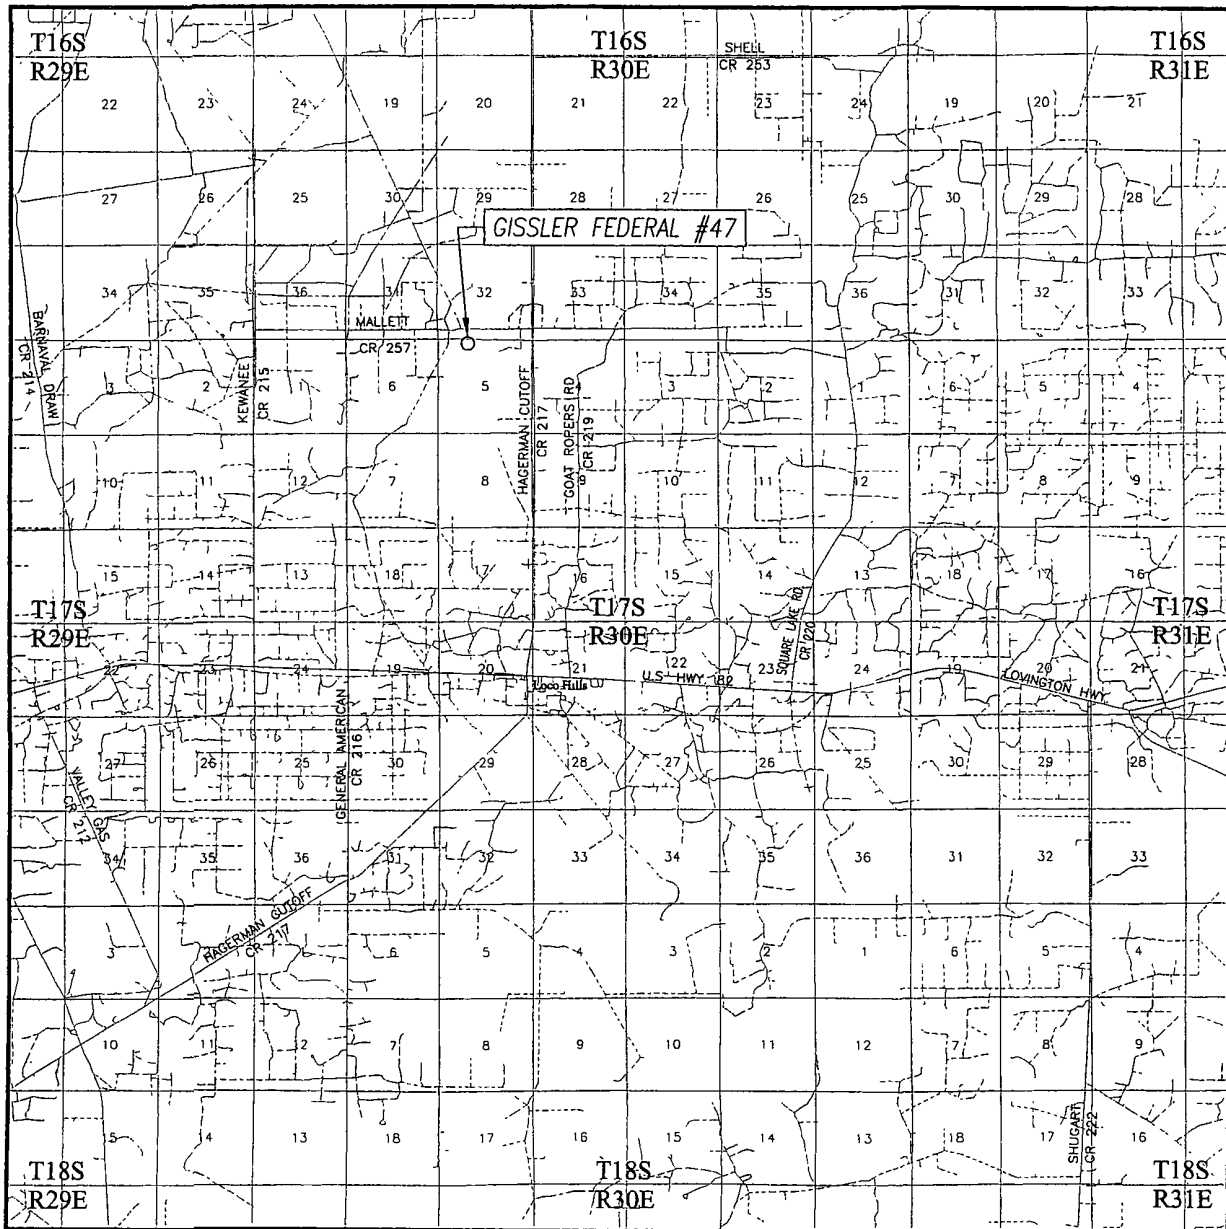 T16S T16S SHELL T16S
R29E R30E CR 253 R31E
22 23 24 19 20 21 22 23 24 19 20 21
27 26 25 30 29 28 27 26 25 30 29 28
GISSLER FEDERAL #47
34 35 36 31 32 33 34 35 36 31 32 33
BARNAVAL DRAW
CR 214
MALLETT
CR 257
KEWANEE
CR 215
3 2 6 5 4 3 2 1 6 5 4
HAGERMAN CUTOFF
CR 217
GOAT ROPERS RD
CR 219
10 11 12 7 8 9 10 11 12 7 8 9
15 14 13 18 17 16 15 14 13 18 17 16
T17S T17S T17S
R29E R30E R31E
SQUARE LAKE RD
CR 220
22 23 24 19 20 21 22 23 24 19 20 21
Loco Hills
U.S HWY 182
LOVINGTON HWY
GENERAL AMERICAN
CR 216
27 26 25 30 29 28 27 26 25 30 29 28
VALLEY GAS
CR 212
34 35 36 31 32 33 34 35 36 31 32 33
HAGERMAN CUTOFF
CR 217
3 6 5 4 3 2 1 6 5 4
10 11 2 7 8 9 10 11 12 7 8 9
SHUGART
CR 222
5 4 13 18 17 16 15 14 13 18 17 16
T18S T18S T18S
R29E R30E R31E